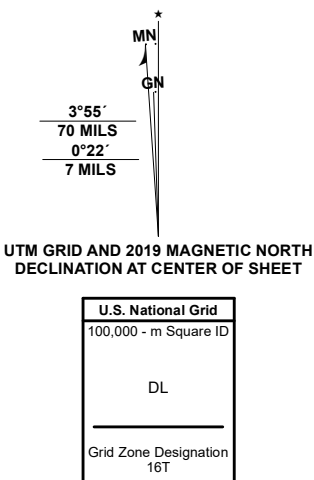 ★
MN
GN
3°55´
70 MILS
0°22´
7 MILS
UTM GRID AND 2019 MAGNETIC NORTH
DECLINATION AT CENTER OF SHEET
U.S. National Grid
100,000 - m Square ID
DL
Grid Zone Designation
16T